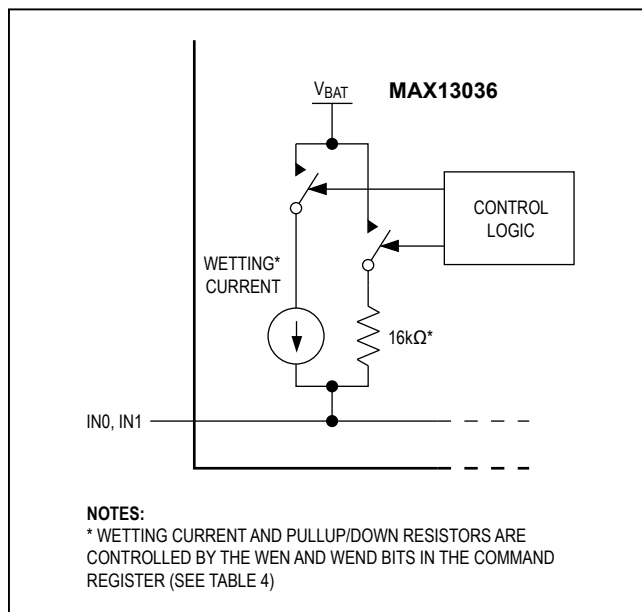 V_BAT MAX13036
CONTROL
LOGIC
WETTING*
CURRENT
16kΩ*
IN0, IN1
NOTES:
* WETTING CURRENT AND PULLUP/DOWN RESISTORS ARE
CONTROLLED BY THE WEN AND WEND BITS IN THE COMMAND
REGISTER (SEE TABLE 4)